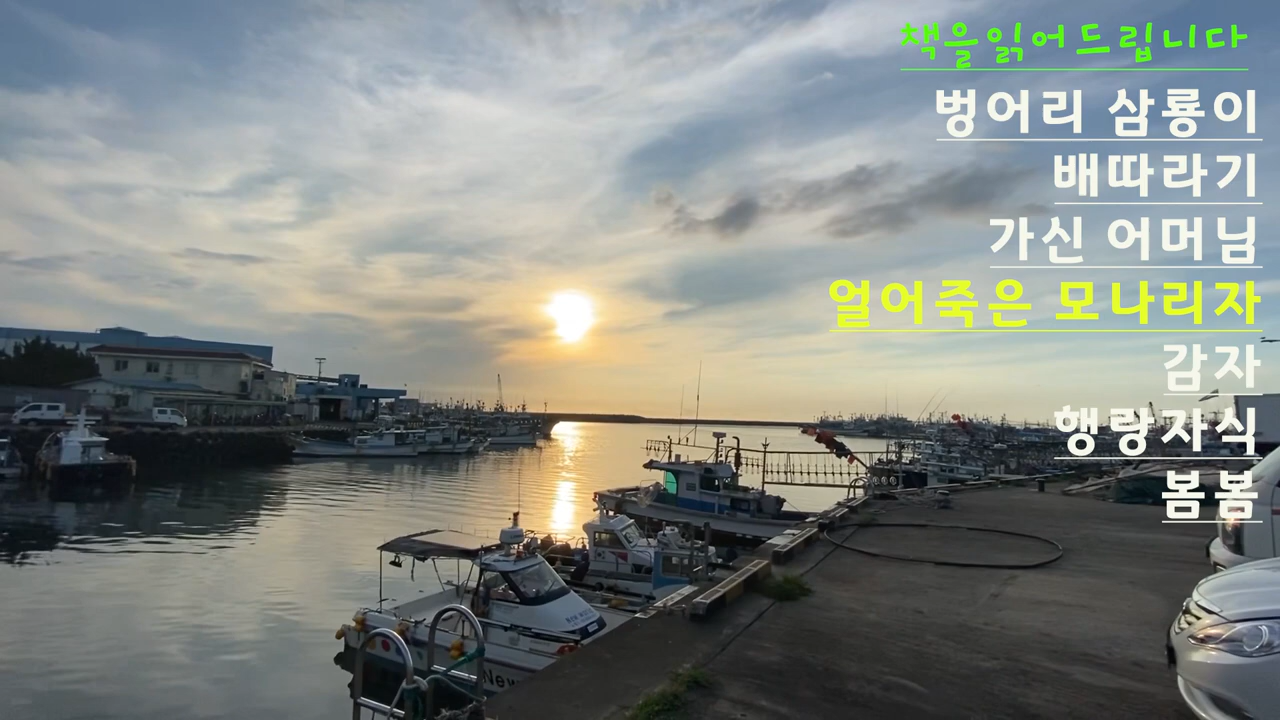 책을읽어드립니다
벙어리 삼룡이
배따라기
가신 어머님
얼어죽은 모나리자
감자
행랑자식
봄봄
New